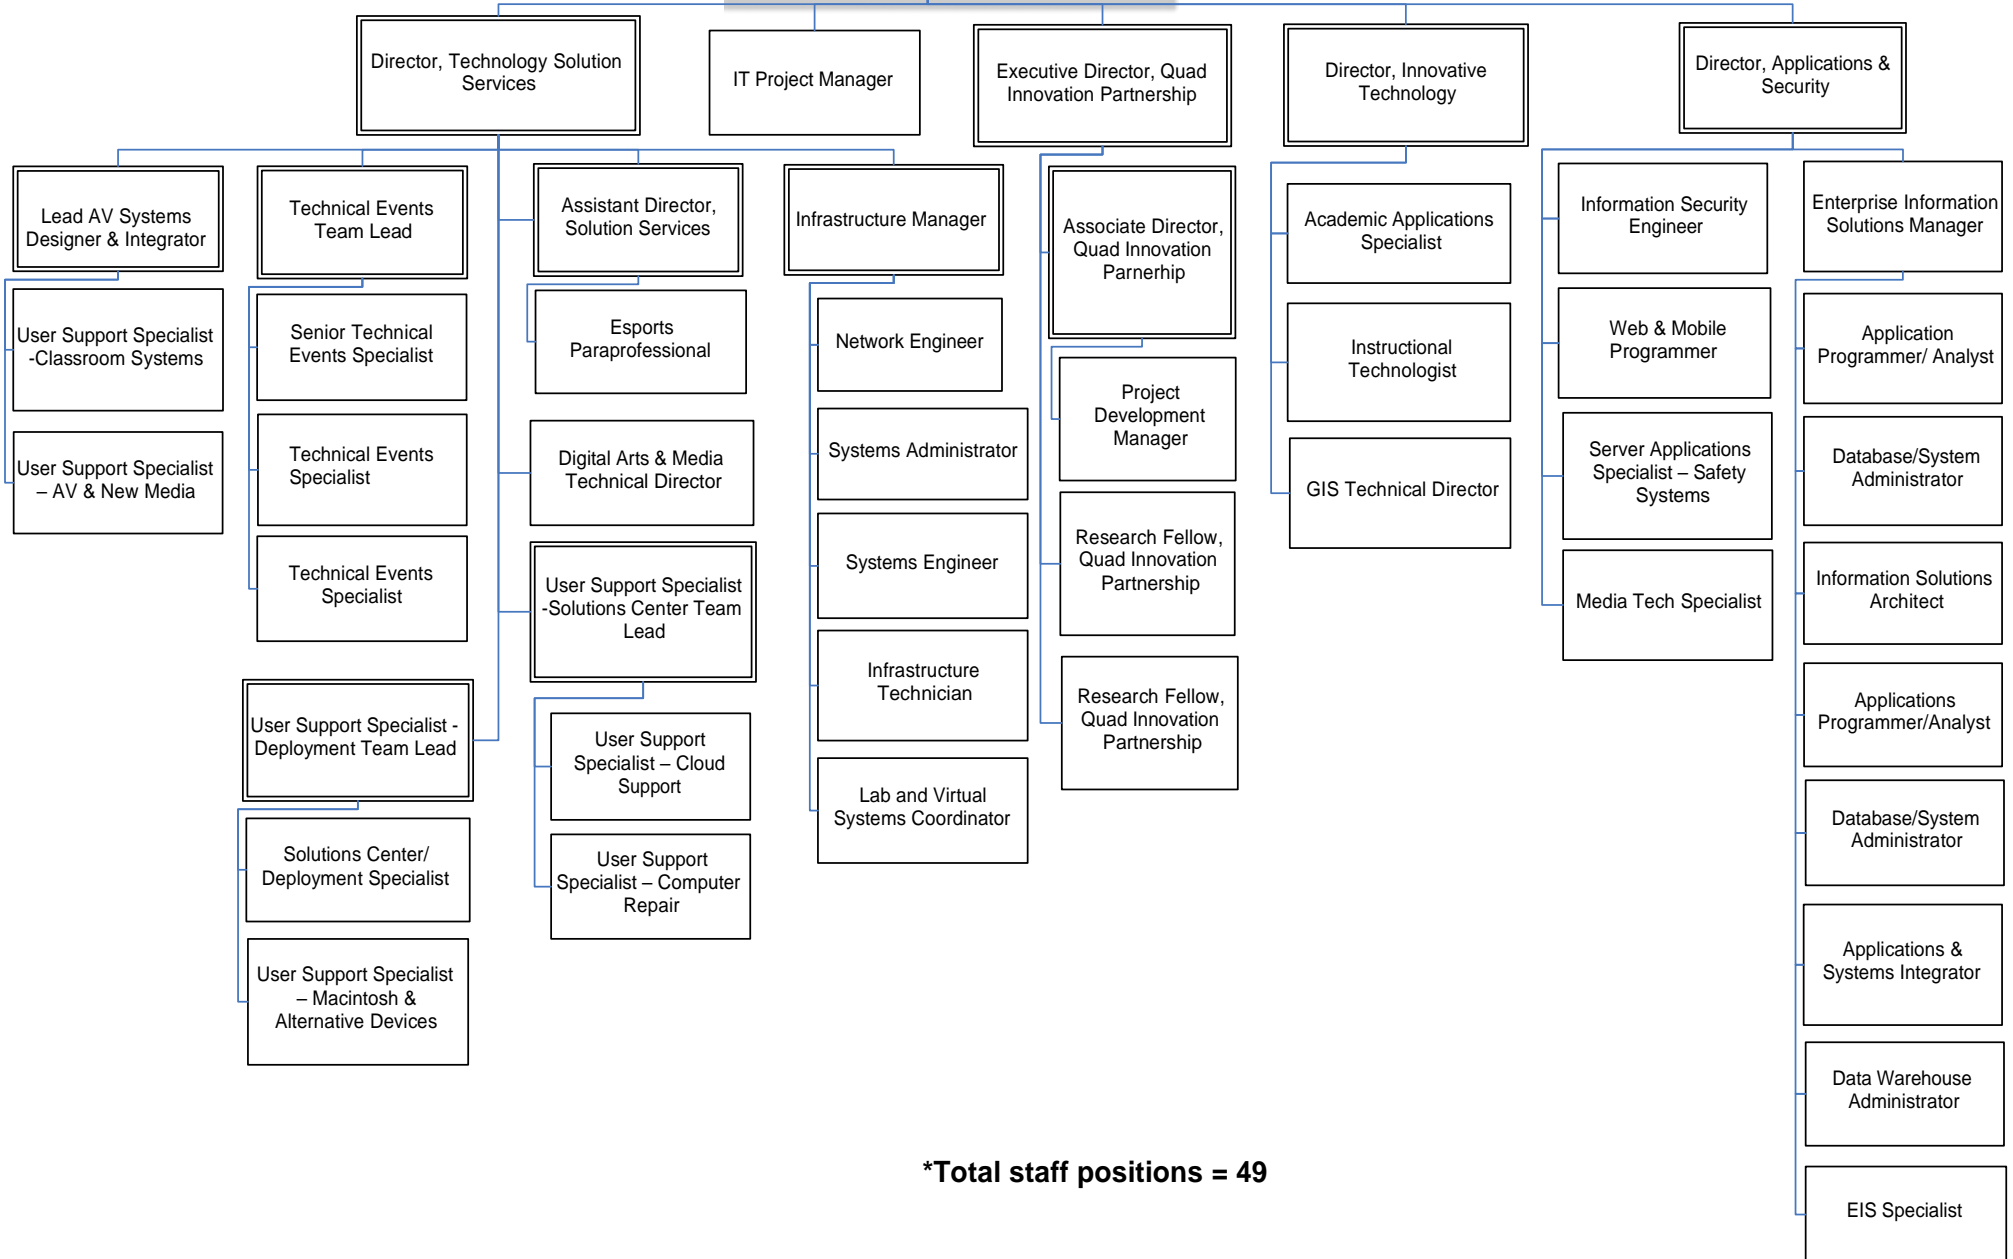 Director, Technology Solution
Services
IT Project Manager
Executive Director, Quad
Innovation Partnership
Director, Innovative
Technology
Director, Applications &
Security
Lead AV Systems
Designer & Integrator
User Support Specialist
-Classroom Systems
User Support Specialist
– AV & New Media
Technical Events
Team Lead
Senior Technical
Events Specialist
Technical Events
Specialist
Technical Events
Specialist
User Support Specialist -
Deployment Team Lead
Solutions Center/
Deployment Specialist
User Support Specialist
– Macintosh &
Alternative Devices
Assistant Director,
Solution Services
Esports
Paraprofessional
Digital Arts & Media
Technical Director
User Support Specialist
-Solutions Center Team
Lead
User Support
Specialist – Cloud
Support
User Support
Specialist – Computer
Repair
Infrastructure Manager
Network Engineer
Systems Administrator
Systems Engineer
Infrastructure
Technician
Lab and Virtual
Systems Coordinator
Associate Director,
Quad Innovation
Parnerhip
Project
Development
Manager
Research Fellow,
Quad Innovation
Partnership
Research Fellow,
Quad Innovation
Partnership
Academic Applications
Specialist
Instructional
Technologist
GIS Technical Director
Information Security
Engineer
Web & Mobile
Programmer
Server Applications
Specialist – Safety
Systems
Media Tech Specialist
Enterprise Information
Solutions Manager
Application
Programmer/ Analyst
Database/System
Administrator
Information Solutions
Architect
Applications
Programmer/Analyst
Database/System
Administrator
Applications &
Systems Integrator
Data Warehouse
Administrator
EIS Specialist
*Total staff positions = 49